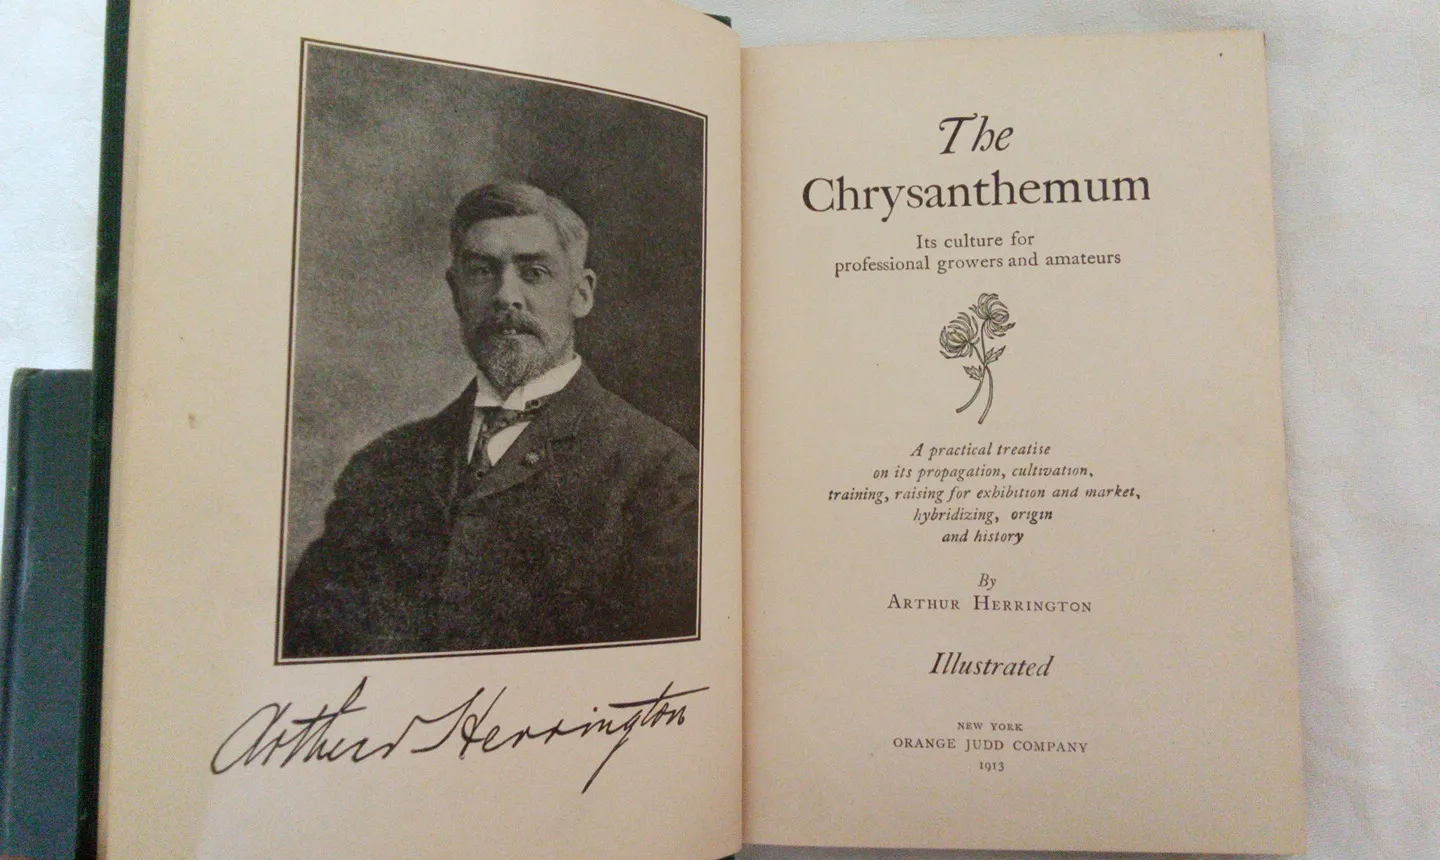 Arthur Herrington
The
Chrysanthemum
Its culture for
professional growers and amateurs
A practical treatise
on its propagation, cultivation,
training, raising for exhibition and market,
hybridizing, origin
and history
By
ARTHUR HERRINGTON
Illustrated
NEW YORK
ORANGE JUDD COMPANY
1913